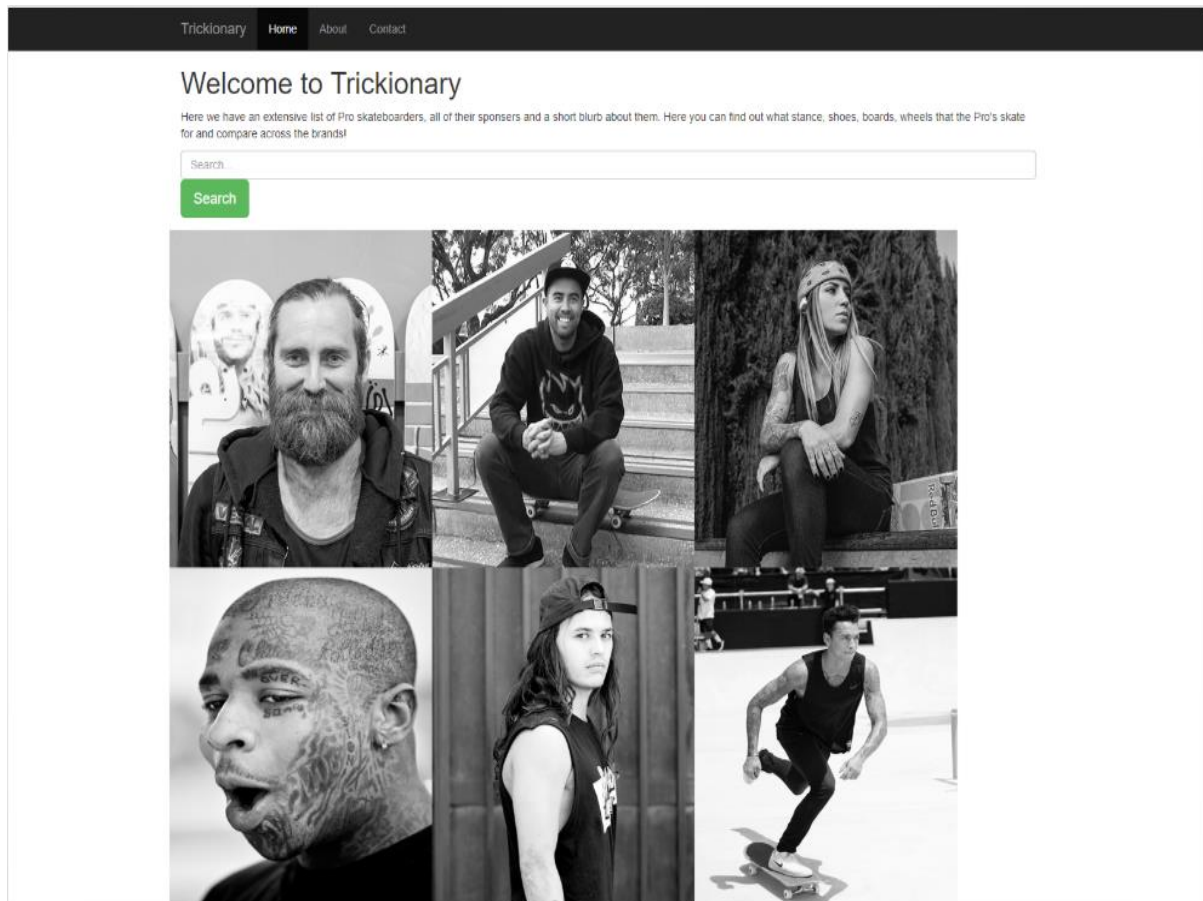 Trickionary Home About Contact
Welcome to Trickionary
Here we have an extensive list of Pro skateboarders, all of their sponsers and a short blurb about them. Here you can find out what stance, shoes, boards, wheels that the Pro's skate
for and compare across the brands!
Search...
Search
Red Bull